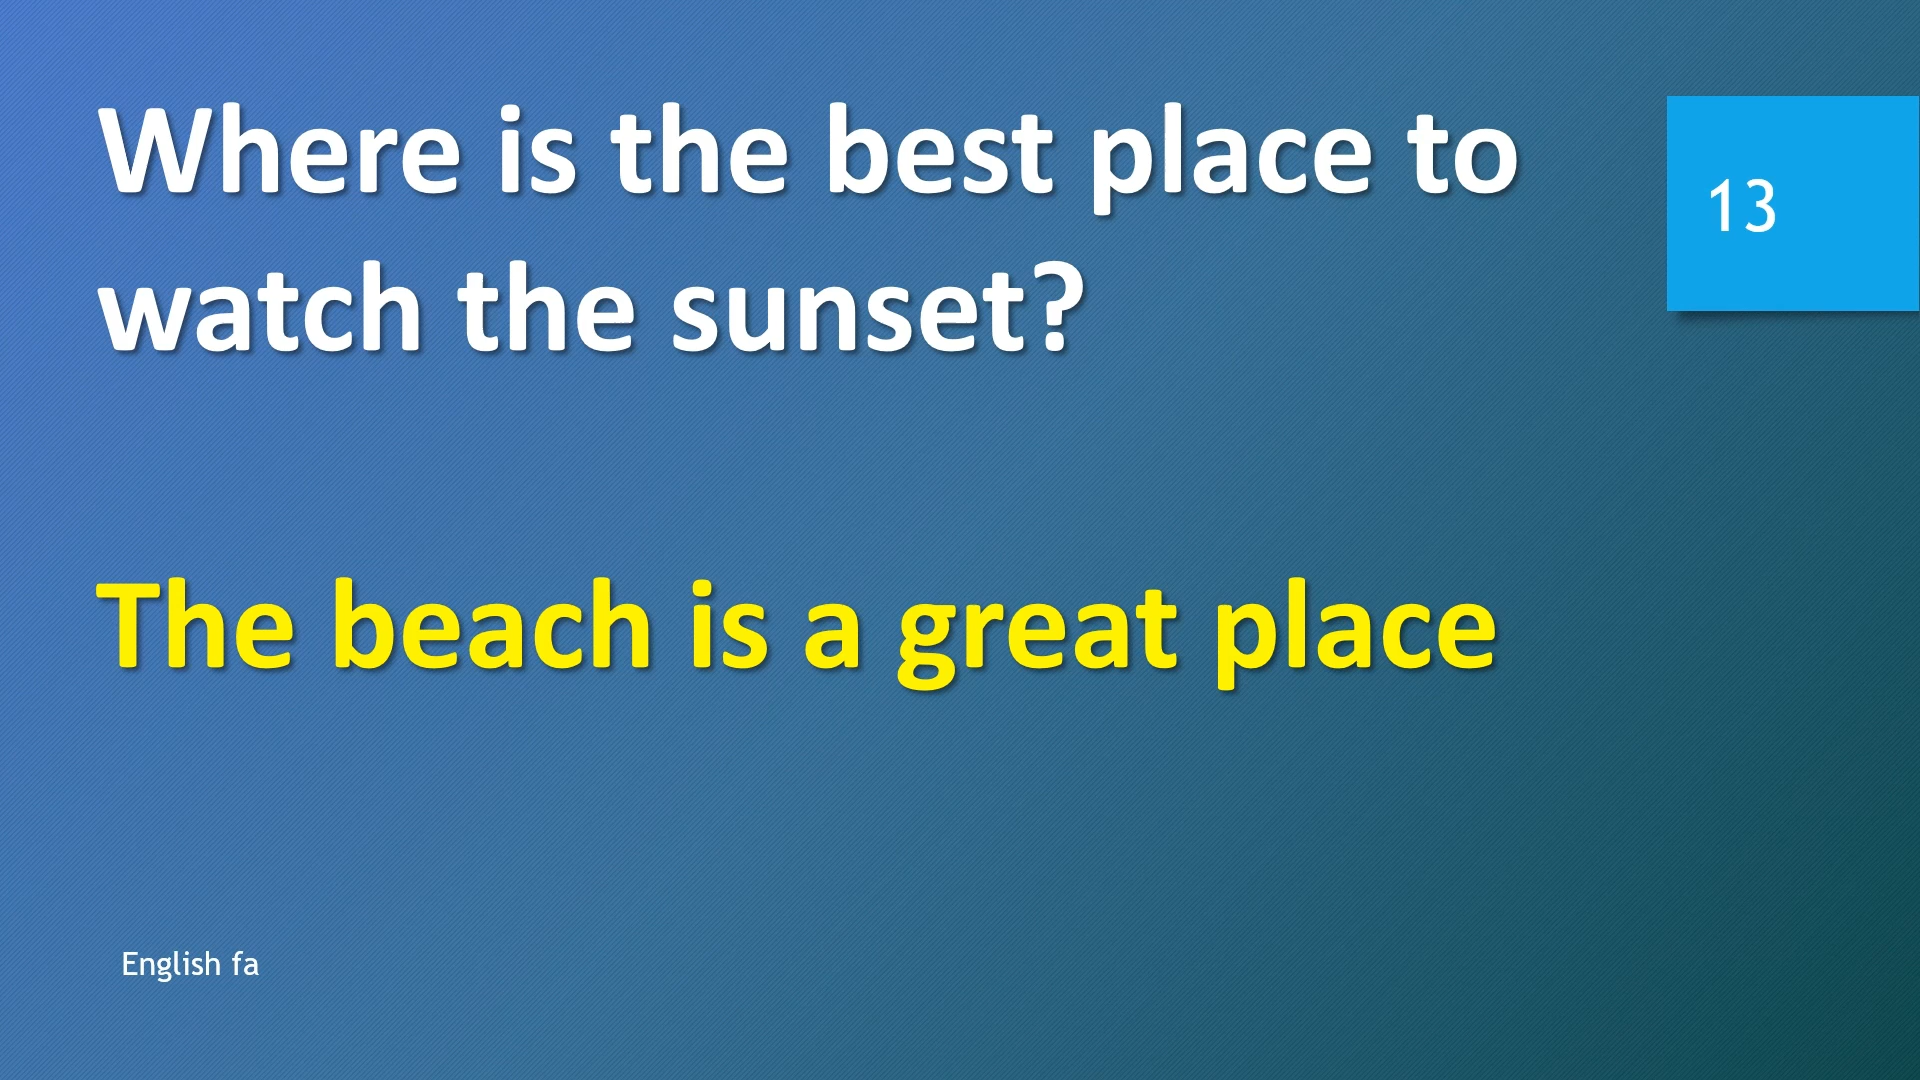 Where is the best place to
watch the sunset?
13
The beach is a great place
English fa